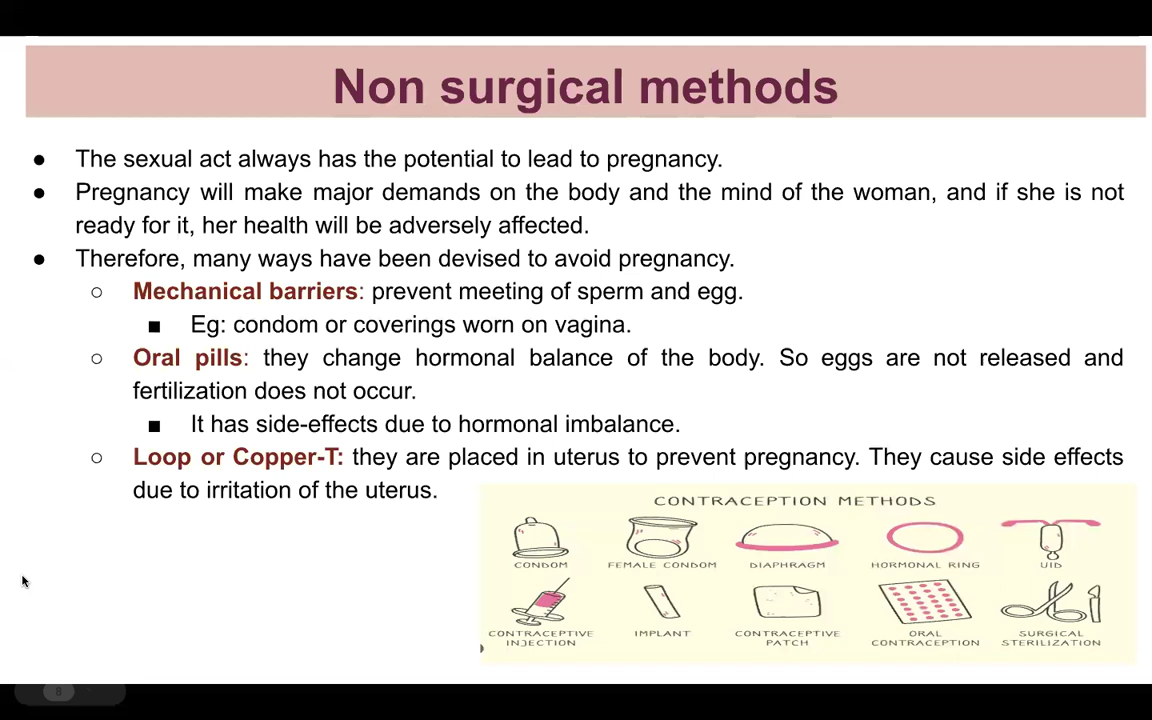 Non surgical methods
● The sexual act always has the potential to lead to pregnancy.
● Pregnancy will make major demands on the body and the mind of the woman, and if she is not
ready for it, her health will be adversely affected.
● Therefore, many ways have been devised to avoid pregnancy.
○ Mechanical barriers: prevent meeting of sperm and egg.
■ Eg: condom or coverings worn on vagina.
○ Oral pills: they change hormonal balance of the body. So eggs are not released and
fertilization does not occur.
■ It has side-effects due to hormonal imbalance.
○ Loop or Copper-T: they are placed in uterus to prevent pregnancy. They cause side effects
due to irritation of the uterus.
CONTRACEPTION METHODS
CONDOM FEMALE CONDOM DIAPHRAGM HORMONAL RING UID
CONTRACEPTIVE IMPLANT CONTRACEPTIVE ORAL SURGICAL
INJECTION PATCH CONTRACEPTION STERILIZATION
8